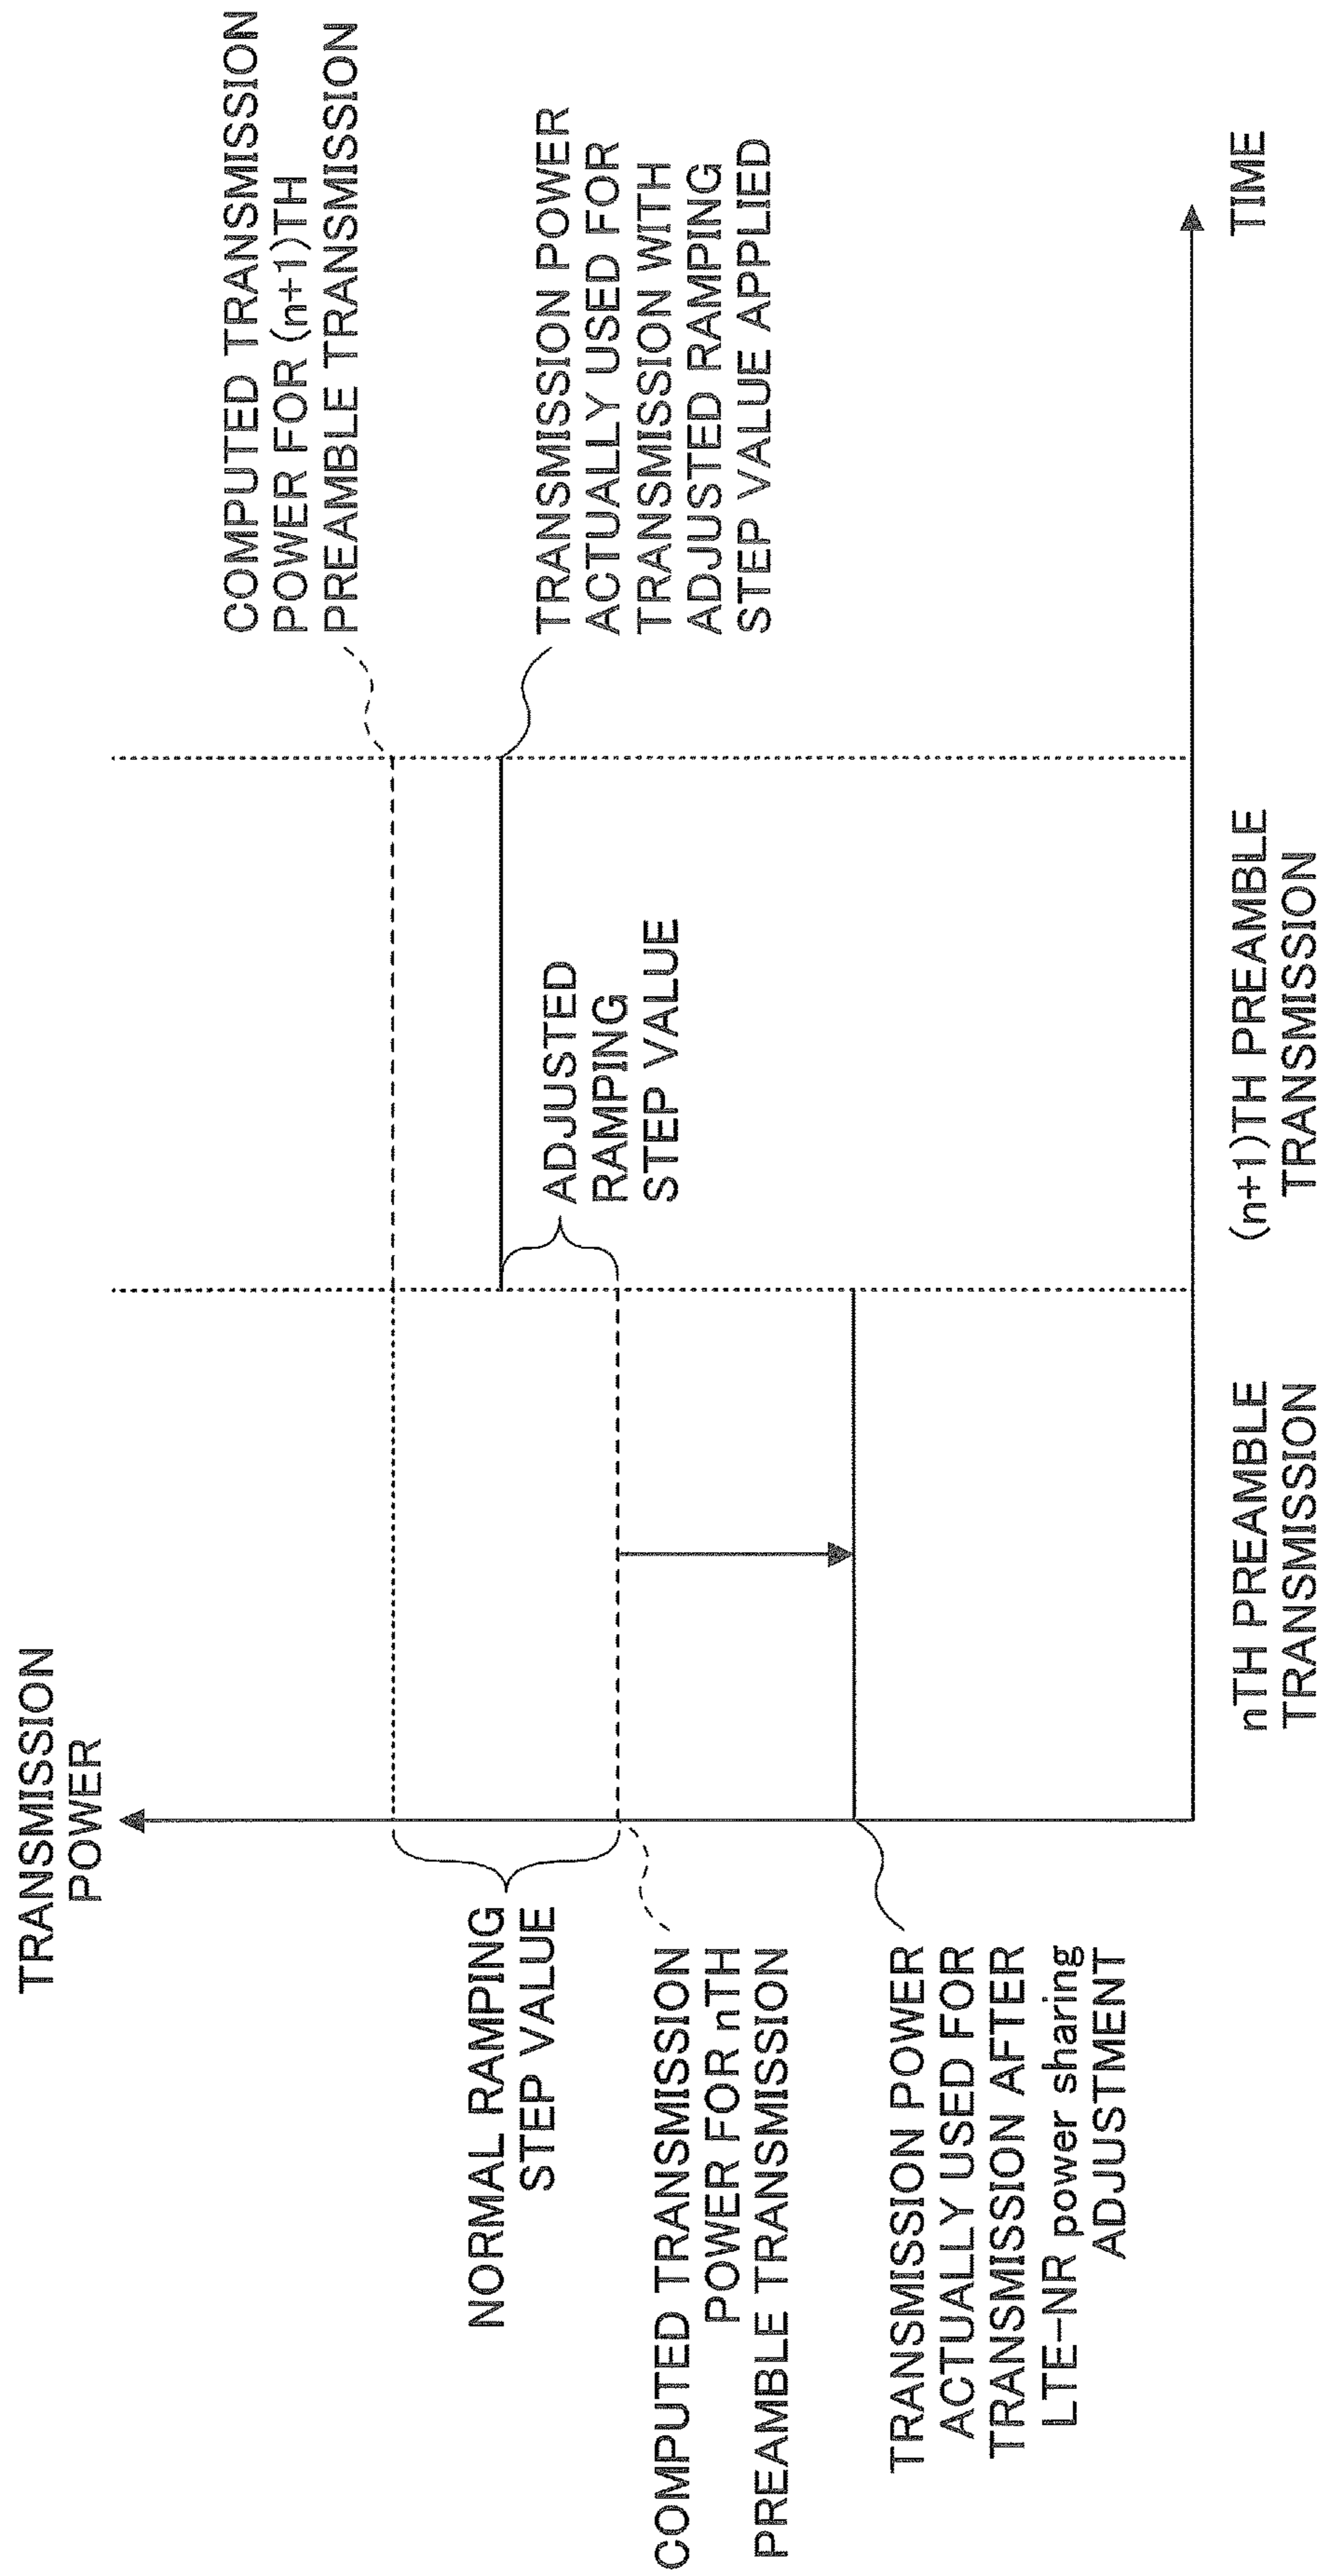 TRANSMISSION
POWER
NORMAL RAMPING
STEP VALUE
COMPUTED TRANSMISSION
POWER FOR nTH
PREAMBLE TRANSMISSION
TRANSMISSION POWER
ACTUALLY USED FOR
TRANSMISSION AFTER
LTE-NR power sharing
ADJUSTMENT
ADJUSTED
RAMPING
STEP VALUE
COMPUTED TRANSMISSION
POWER FOR (n+1)TH
PREAMBLE TRANSMISSION
TRANSMISSION POWER
ACTUALLY USED FOR
TRANSMISSION WITH
ADJUSTED RAMPING
STEP VALUE APPLIED
nTH PREAMBLE
TRANSMISSION
(n+1)TH PREAMBLE
TRANSMISSION
TIME